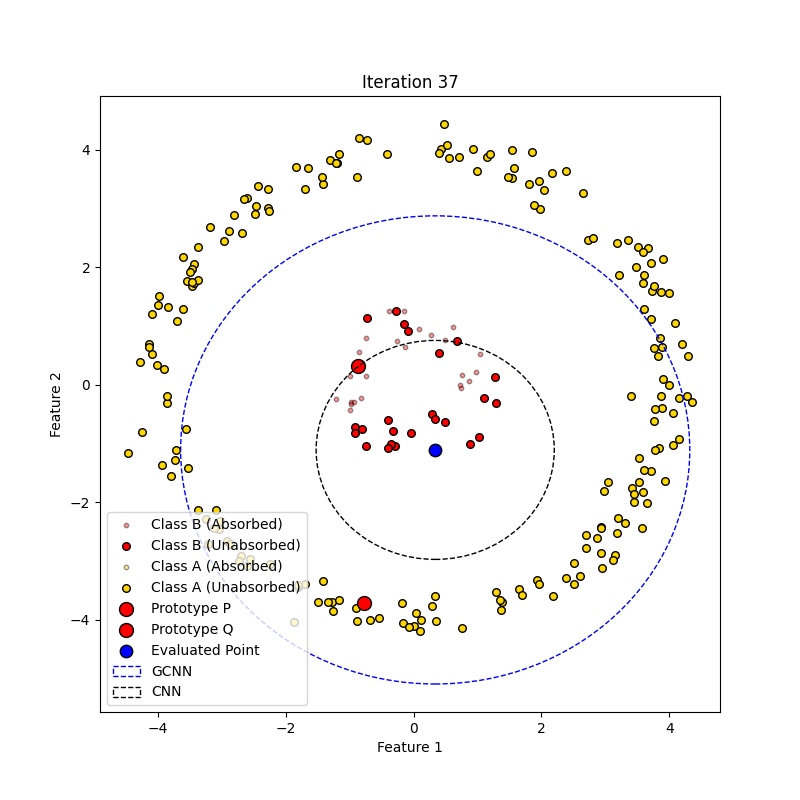 Iteration 37
Feature 2
4
2
0
−2
−4
Class B (Absorbed)
Class B (Unabsorbed)
Class A (Absorbed)
Class A (Unabsorbed)
Prototype P
Prototype Q
Evaluated Point
GCNN
CNN
−4 −2 0 2 4
Feature 1